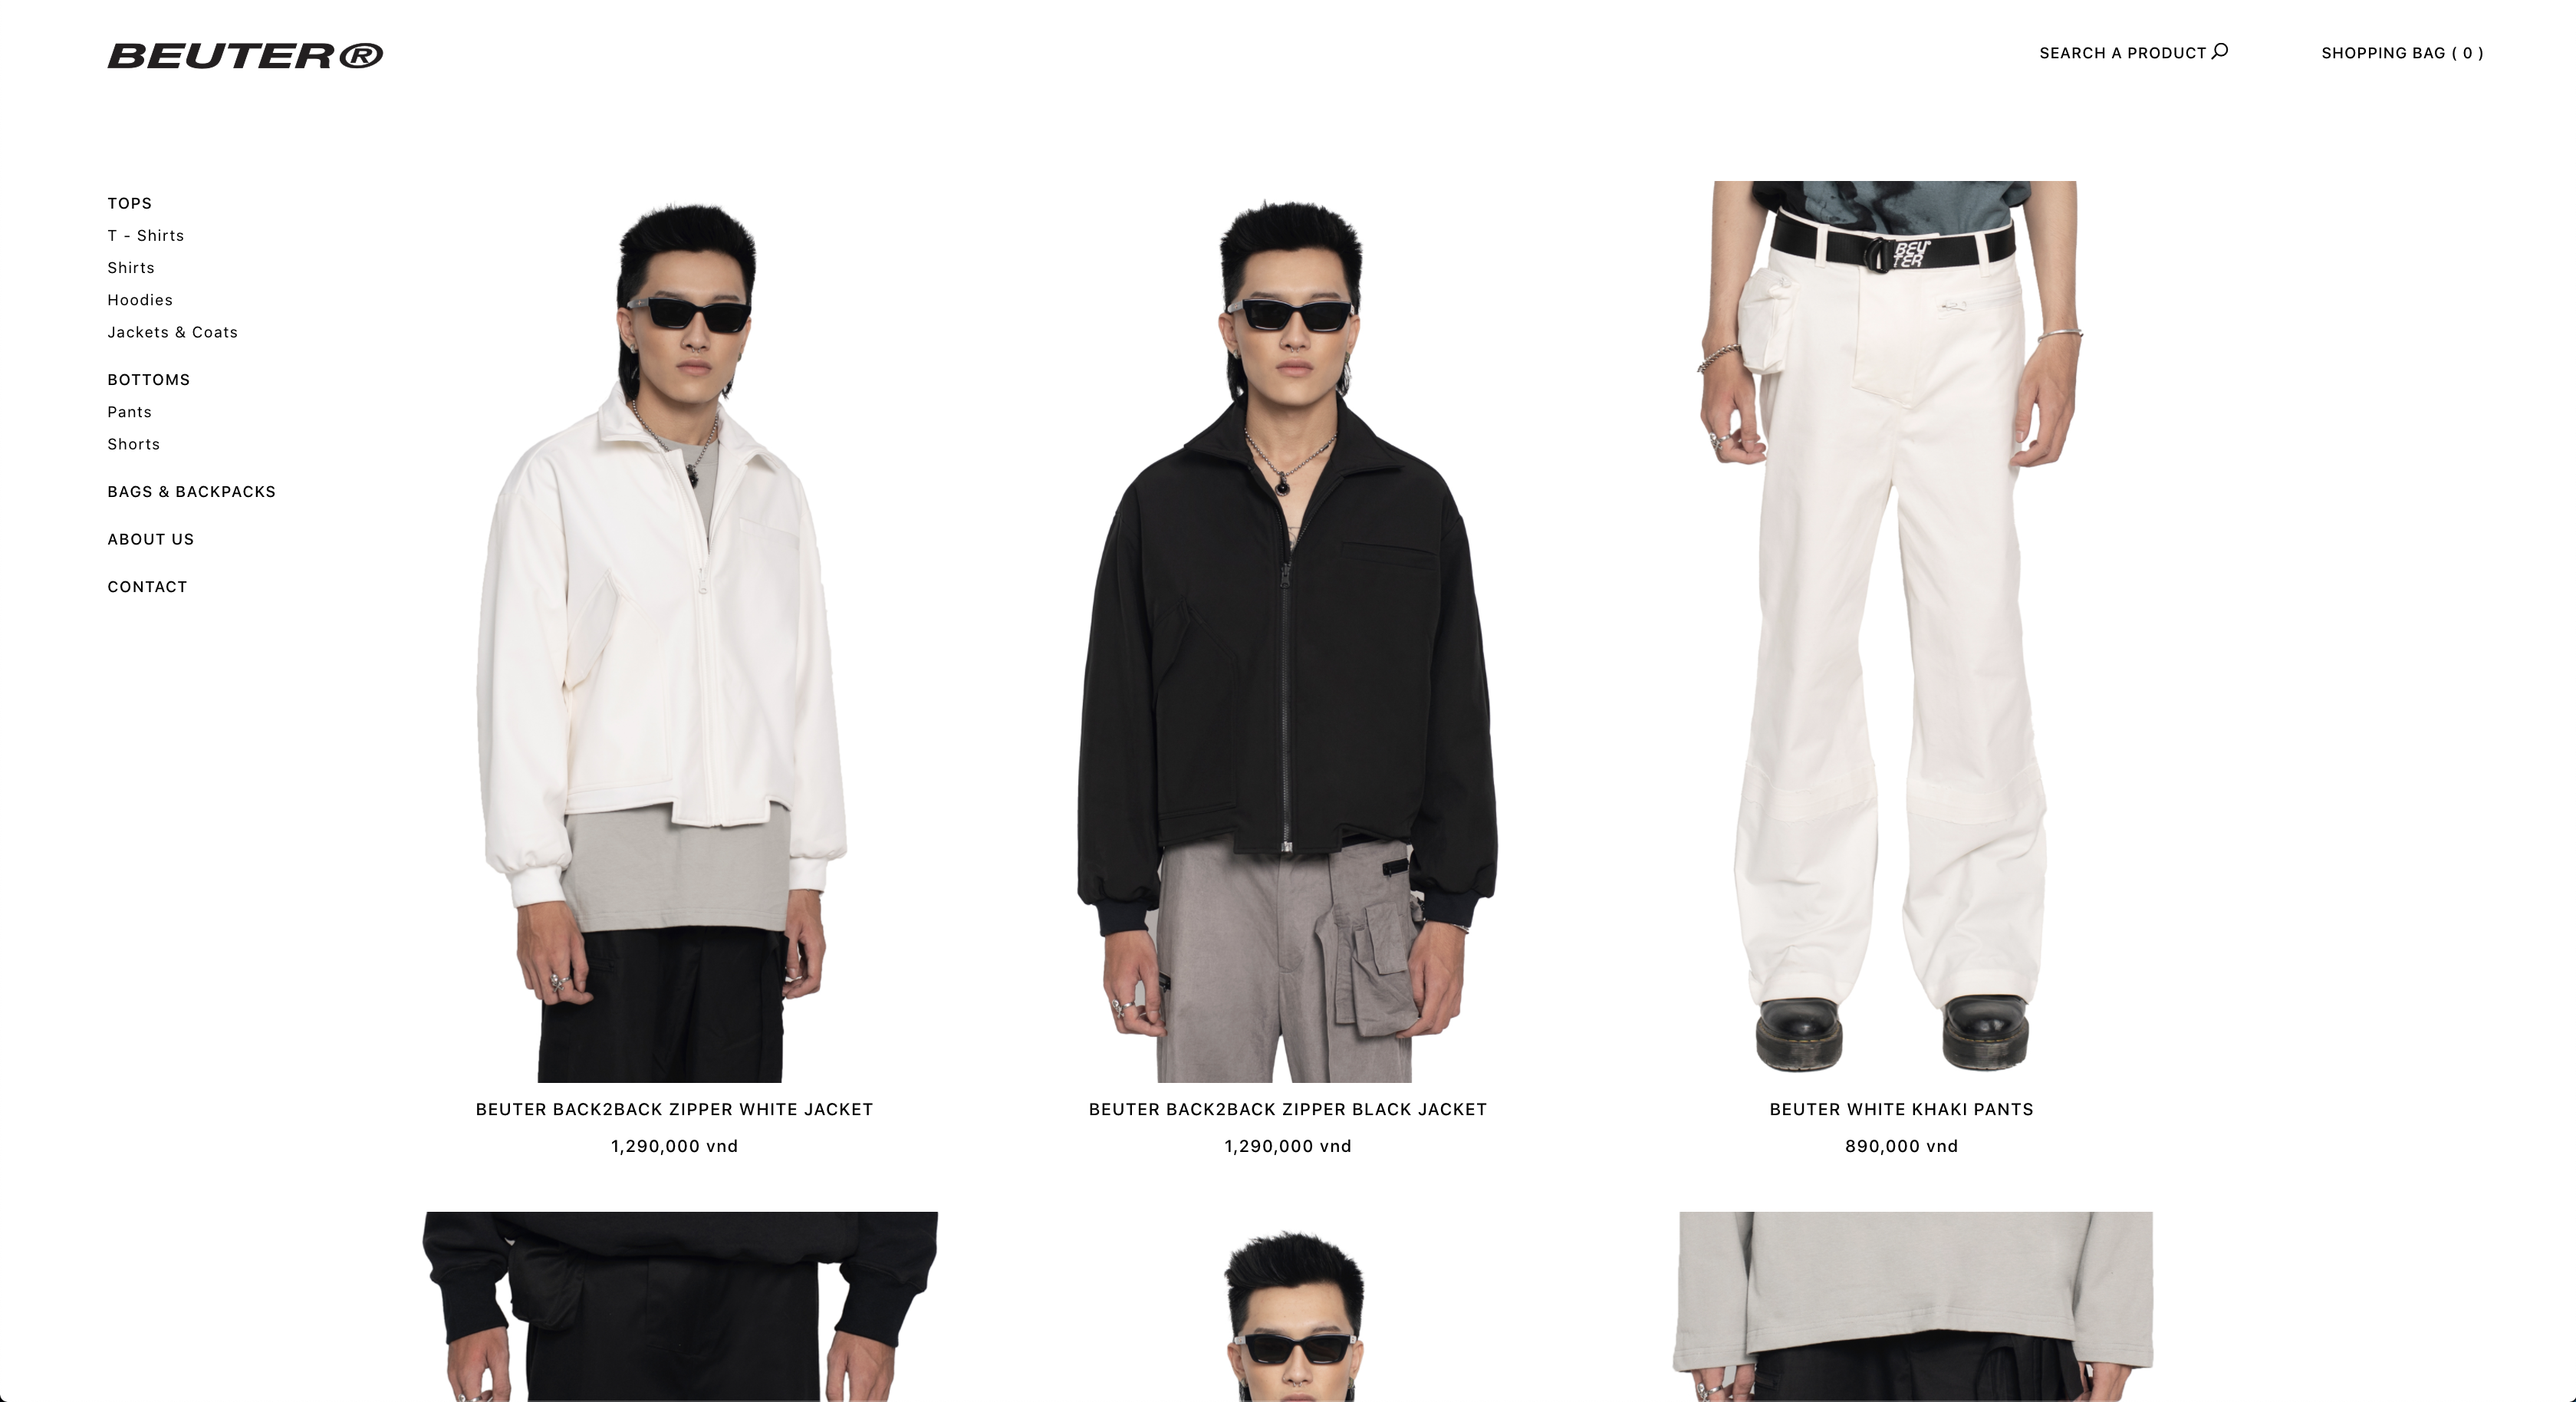 BEUTER®
SEARCH A PRODUCT
SHOPPING BAG ( 0 )
TOPS
T - Shirts
Shirts
Hoodies
Jackets & Coats
BOTTOMS
Pants
Shorts
BAGS & BACKPACKS
ABOUT US
CONTACT
BEU
TER
BEUTER BACK2BACK ZIPPER WHITE JACKET
1,290,000 vnd
BEUTER BACK2BACK ZIPPER BLACK JACKET
1,290,000 vnd
BEUTER WHITE KHAKI PANTS
890,000 vnd